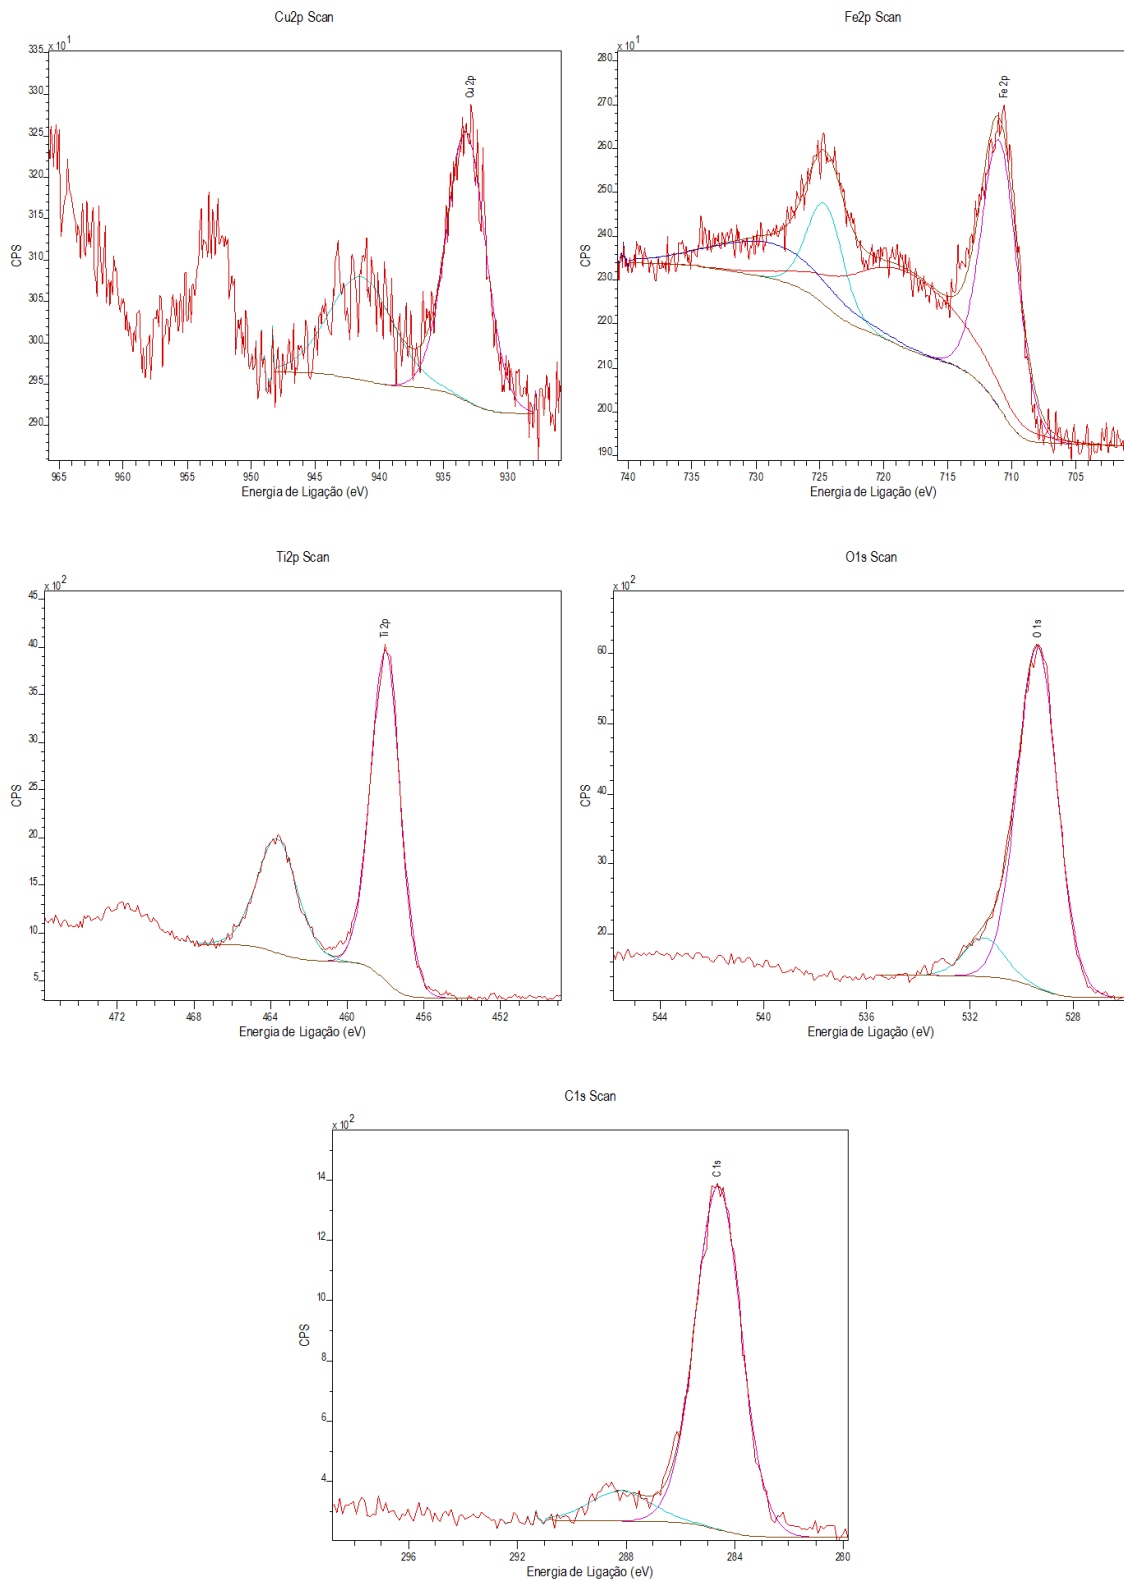 Cu2p Scan
x 10^1
335
330
325
320
315
310
305
300
295
290
CPS
Cu 2p
965 960 955 950 945 940 935 930
Energia de Ligação (eV)
Fe2p Scan
x 10^1
280
270
260
250
240
230
220
210
200
190
CPS
Fe 2p
740 735 730 725 720 715 710 705
Energia de Ligação (eV)
Ti2p Scan
x 10^2
45
40
35
30
25
20
15
10
5
CPS
Ti 2p
472 468 464 460 456 452
Energia de Ligação (eV)
O1s Scan
x 10^2
60
50
40
30
20
CPS
O 1s
544 540 536 532 528
Energia de Ligação (eV)
C1s Scan
x 10^2
14
12
10
8
6
4
CPS
C 1s
296 292 288 284 280
Energia de Ligação (eV)